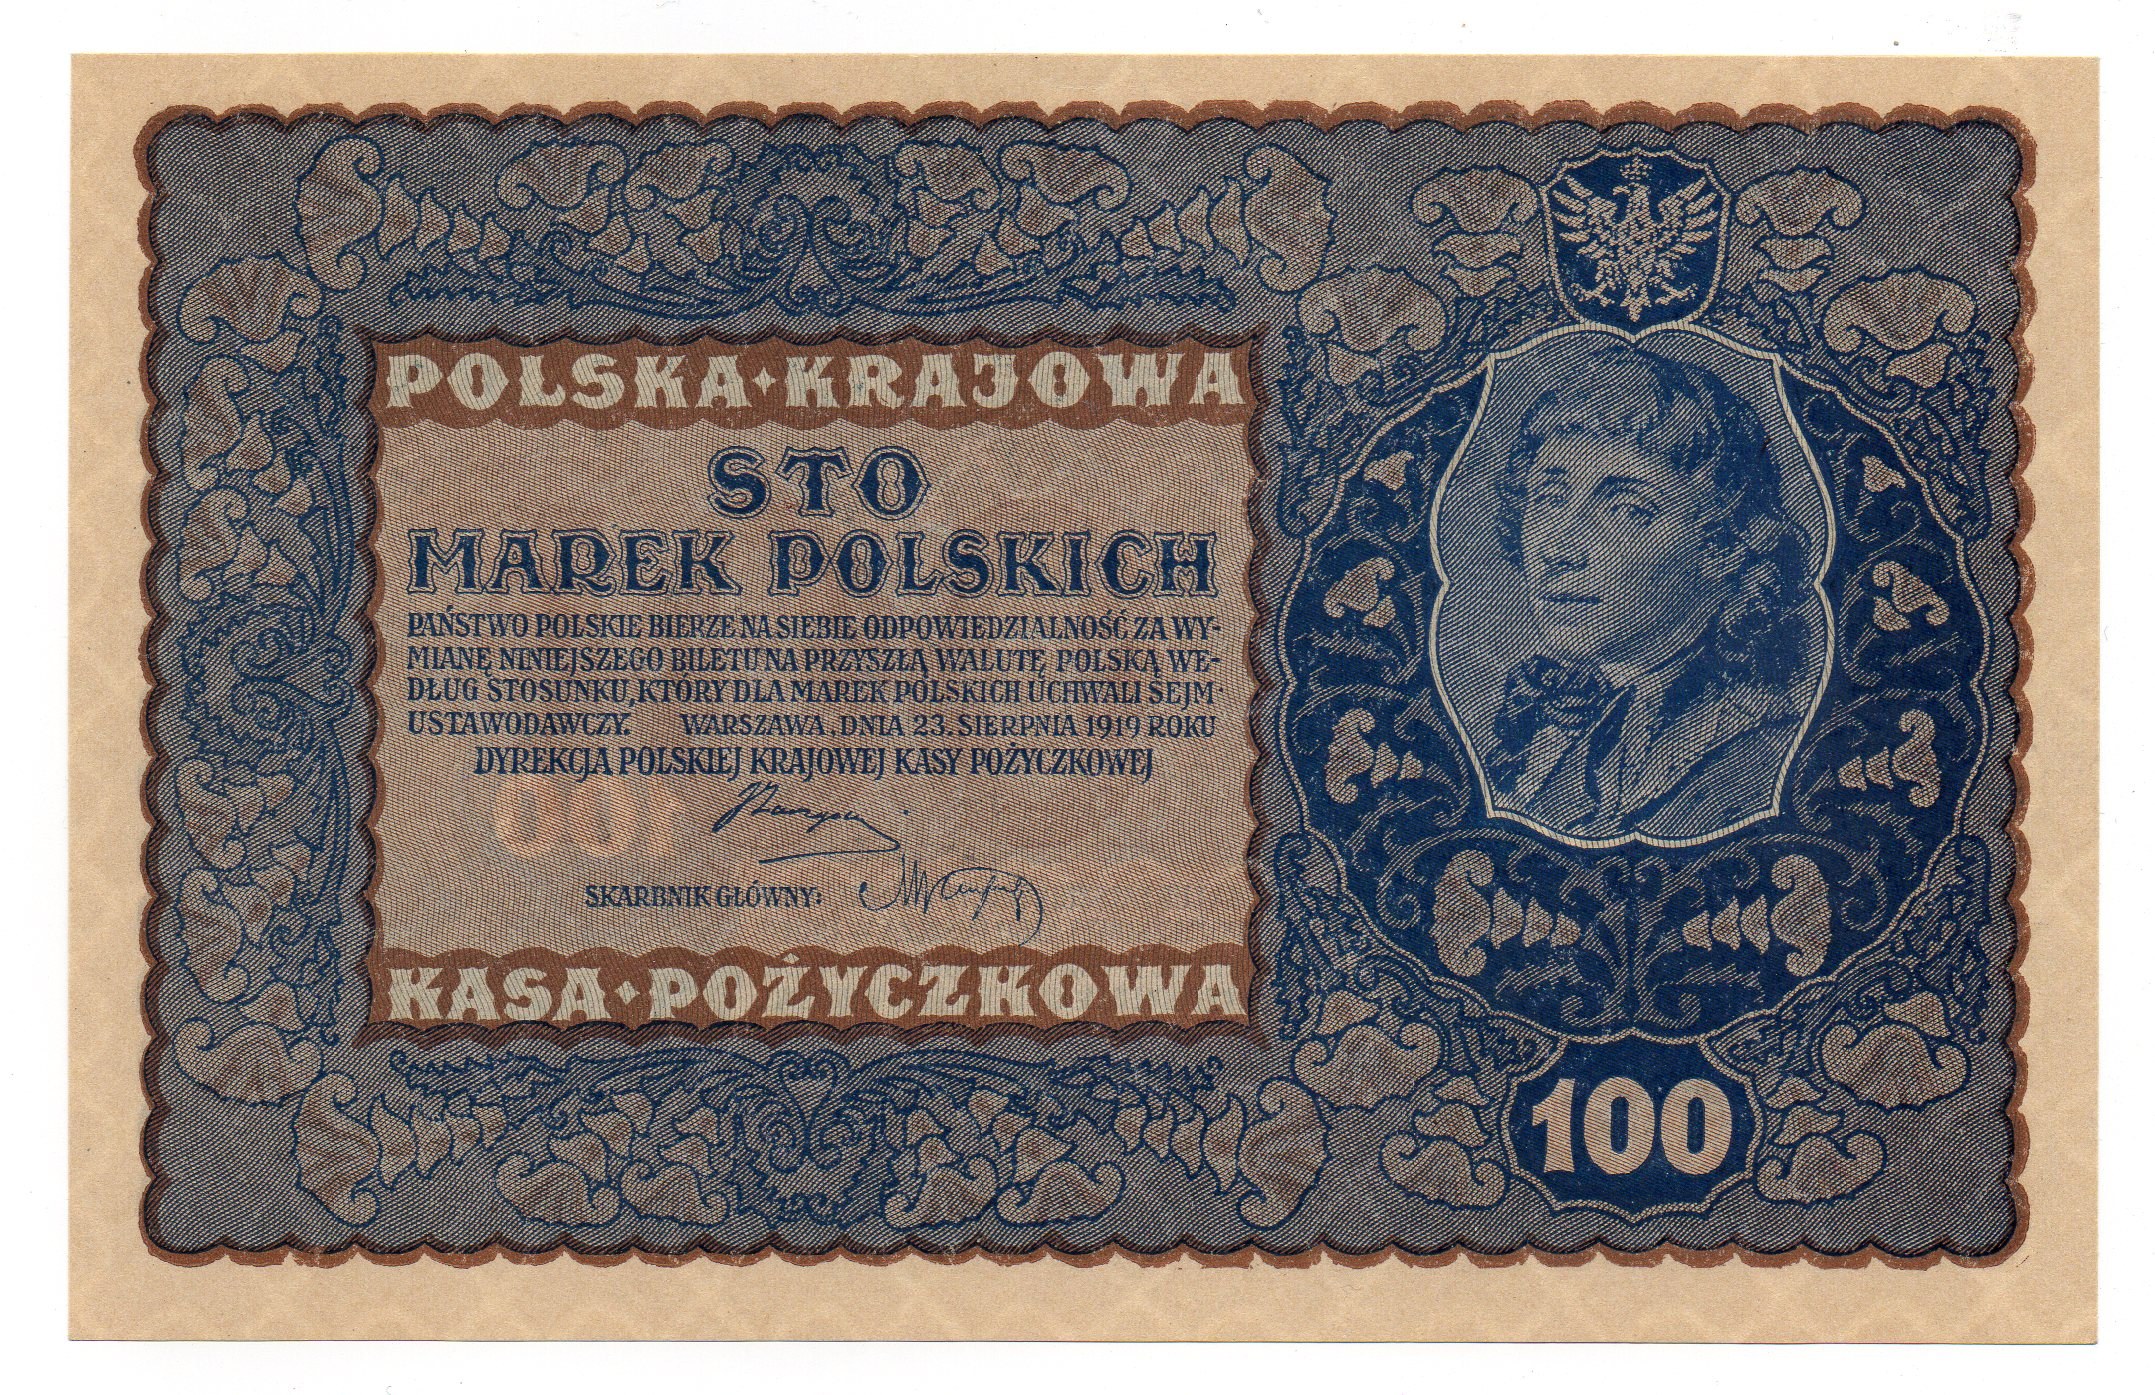 POLSKA · KRAJOWA
STO
MAREK POLSKICH
PAŃSTWO POLSKIE BIERZE NA SIEBIE ODPOWIEDZIALNOŚĆ ZA WY-
MIANĘ NINIEJSZEGO BILETU NA PRZYSZŁĄ WALUTĘ POLSKĄ WE-
DŁUG STOSUNKU, KTÓRY DLA MAREK POLSKICH UCHWALI SEJM
USTAWODAWCZY. WARSZAWA, DNIA 23. SIERPNIA 1919 ROKU
DYREKCJA POLSKIEJ KRAJOWEJ KASY POŻYCZKOWEJ
SKARBNIK GŁÓWNY:
KASA · POŻYCZKOWA
100